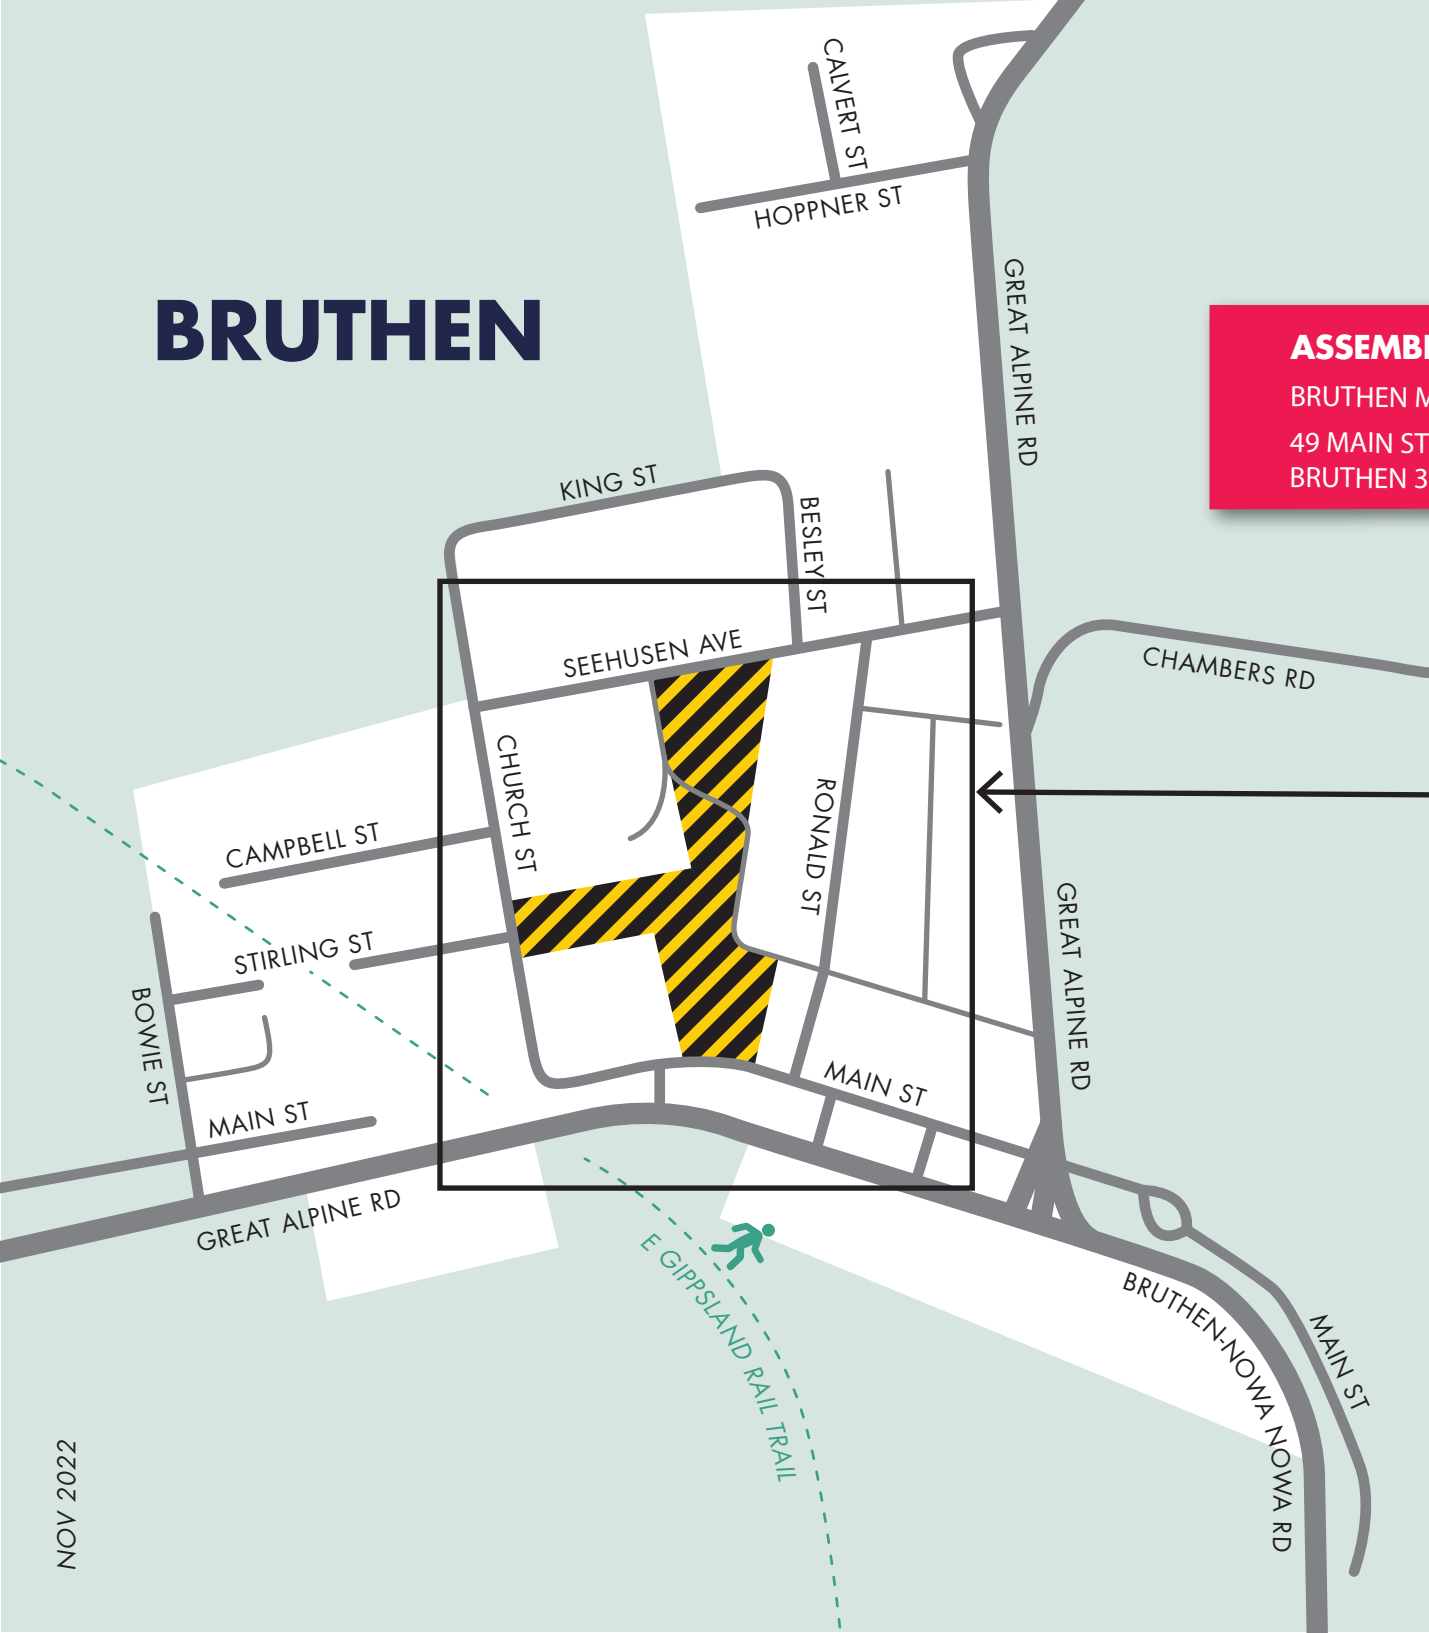 CALVERT ST
HOPPNER ST
GREAT ALPINE RD
BRUTHEN
ASSEMBL
BRUTHEN M
49 MAIN ST
BRUTHEN 3
KING ST
BESLEY ST
SEEHUSEN AVE
CHAMBERS RD
CHURCH ST
RONALD ST
CAMPBELL ST
STIRLING ST
GREAT ALPINE RD
BOWIE ST
MAIN ST
MAIN ST
GREAT ALPINE RD
E GIPPSLAND RAIL TRAIL
BRUTHEN-NOWA NOWA RD
MAIN ST
NOV 2022